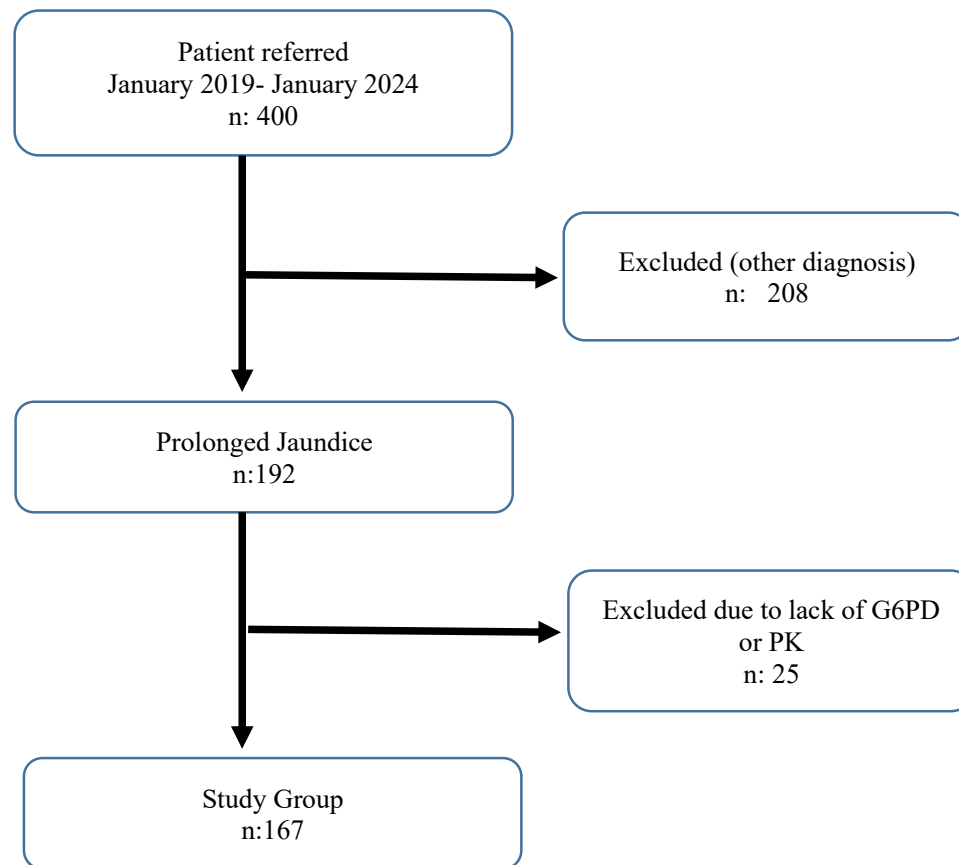 Patient referred
January 2019- January 2024
n: 400
Excluded (other diagnosis)
n: 208
Prolonged Jaundice
n:192
Excluded due to lack of G6PD
or PK
n: 25
Study Group
n:167